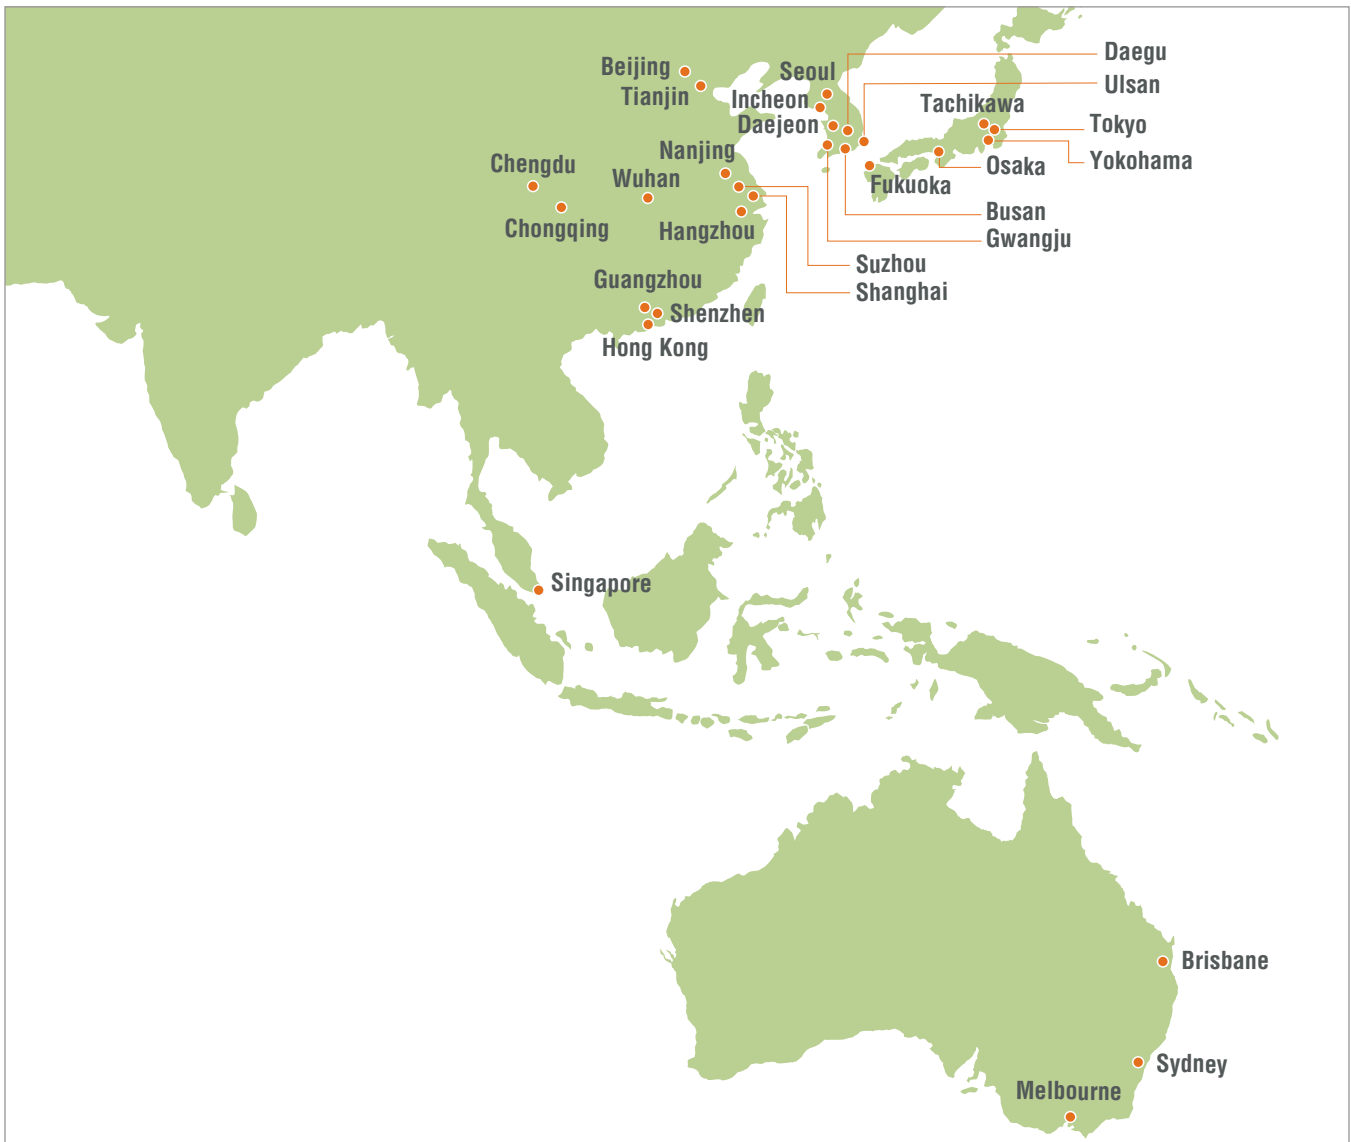 Daegu
Beijing
Seoul
Ulsan
Tianjin
Incheon
Tachikawa
Daejeon
Tokyo
Nanjing
Yokohama
Chengdu
Osaka
Wuhan
Fukuoka
Busan
Chongqing
Hangzhou
Gwangju
Suzhou
Guangzhou
Shanghai
Shenzhen
Hong Kong
Singapore
Brisbane
Sydney
Melbourne